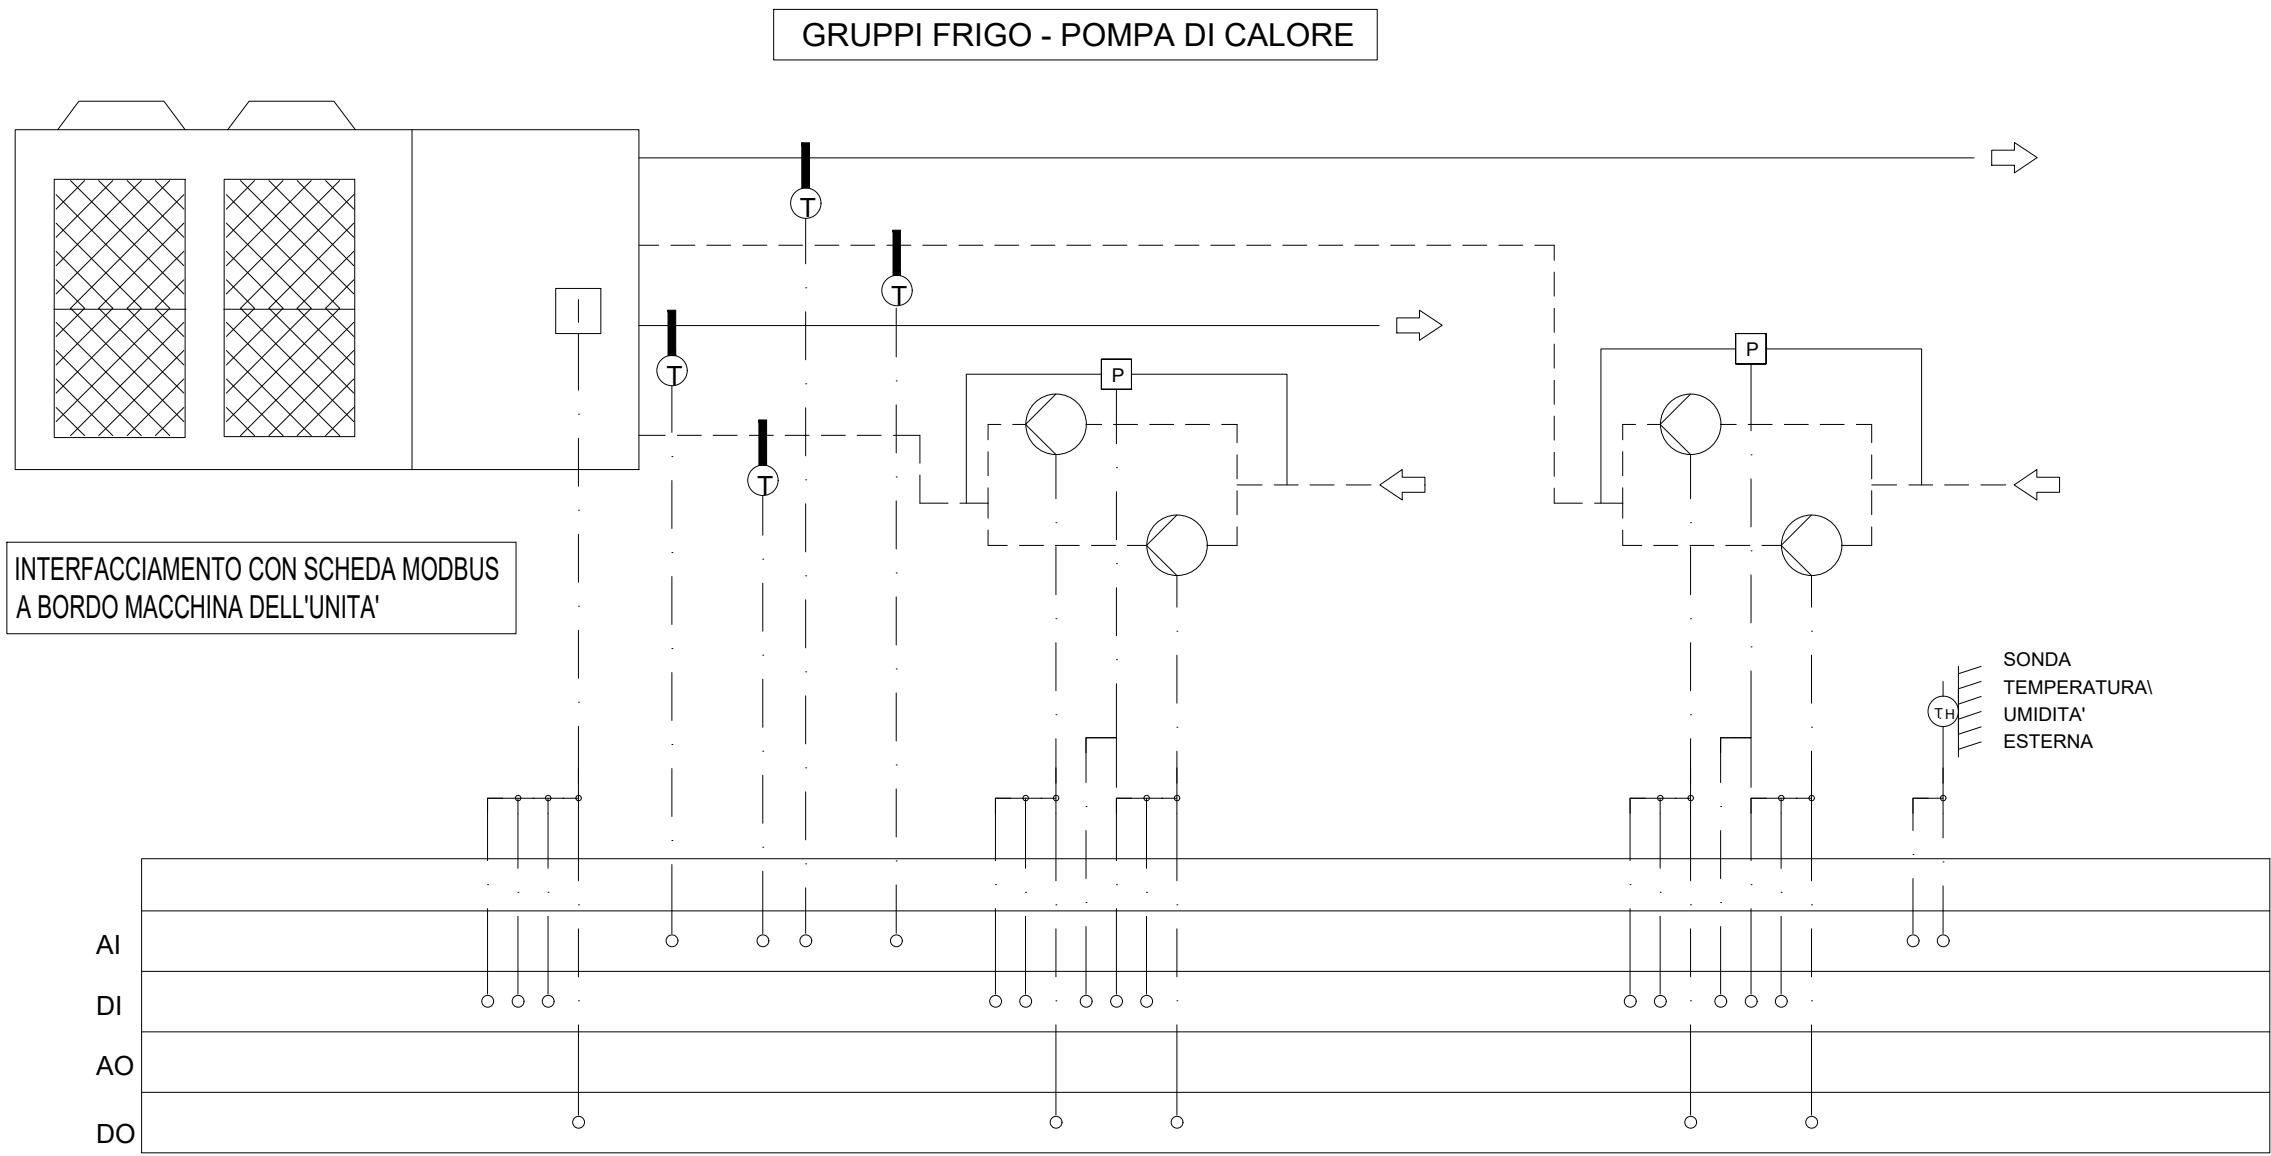 GRUPPI FRIGO - POMPA DI CALORE
T
T
T
P
P
T
INTERFACCIAMENTO CON SCHEDA MODBUS
A BORDO MACCHINA DELL'UNITA'
SONDA
TEMPERATURA\
UMIDITA'
ESTERNA
T.H
AI
DI
AO
DO